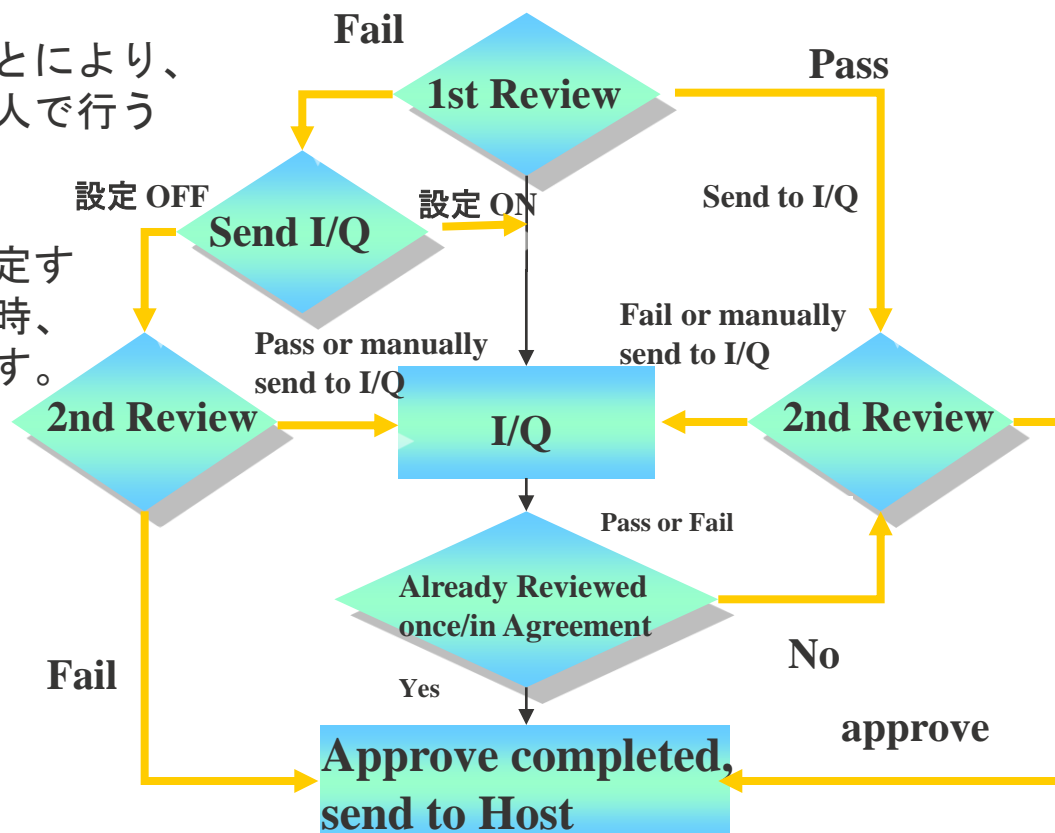 Fail
とにより、
人で行う
1st Review
Pass
設定 OFF
設定 ON
Send to I/Q
Send I/Q
定す
時、
す。
Pass or manually
send to I/Q
Fail or manually
send to I/Q
2nd Review
I/Q
2nd Review
Pass or Fail
Already Reviewed
once/in Agreement
No
Fail
Yes
approve
Approve completed,
send to Host